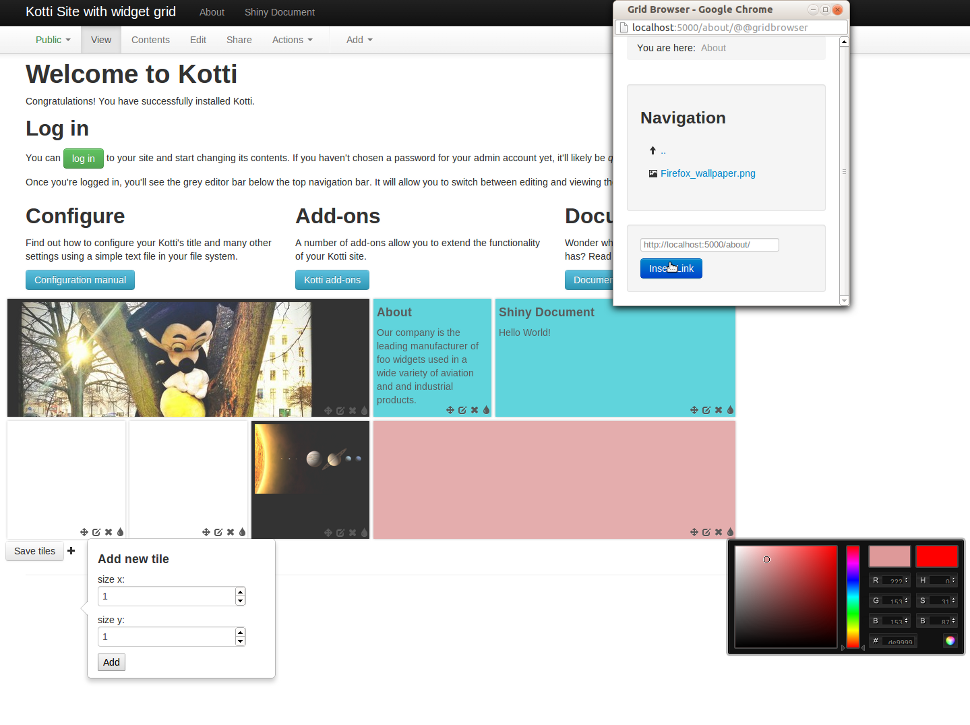 Kotti Site with widget grid About Shiny Document
Public View Contents Edit Share Actions Add
Welcome to Kotti
Congratulations! You have successfully installed Kotti.
Log in
You can log in to your site and start changing its contents. If you haven't chosen a password for your admin account yet, it'll likely be
Once you're logged in, you'll see the grey editor bar below the top navigation bar. It will allow you to switch between editing and viewing
Configure
Find out how to configure your Kotti's title and many other
settings using a simple text file in your file system.
Configuration manual
Add-ons
A number of add-ons allow you to extend the functionality
of your Kotti site.
Kotti add-ons
Docu
Wonder wh
has? Read
Documen
Grid Browser - Google Chrome
localhost:5000/about/@@gridbrowser
You are here: About
Navigation
..
Firefox_wallpaper.png
http://localhost:5000/about/
Insert Link
About
Our company is the
leading manufacturer of
foo widgets used in a
wide variety of aviation
and and industrial
products.
Shiny Document
Hello World!
Save tiles
Add new tile
size x:
1
size y:
1
Add
R 222 H 0
G 153 S 31
B 153 B 87
# de9999